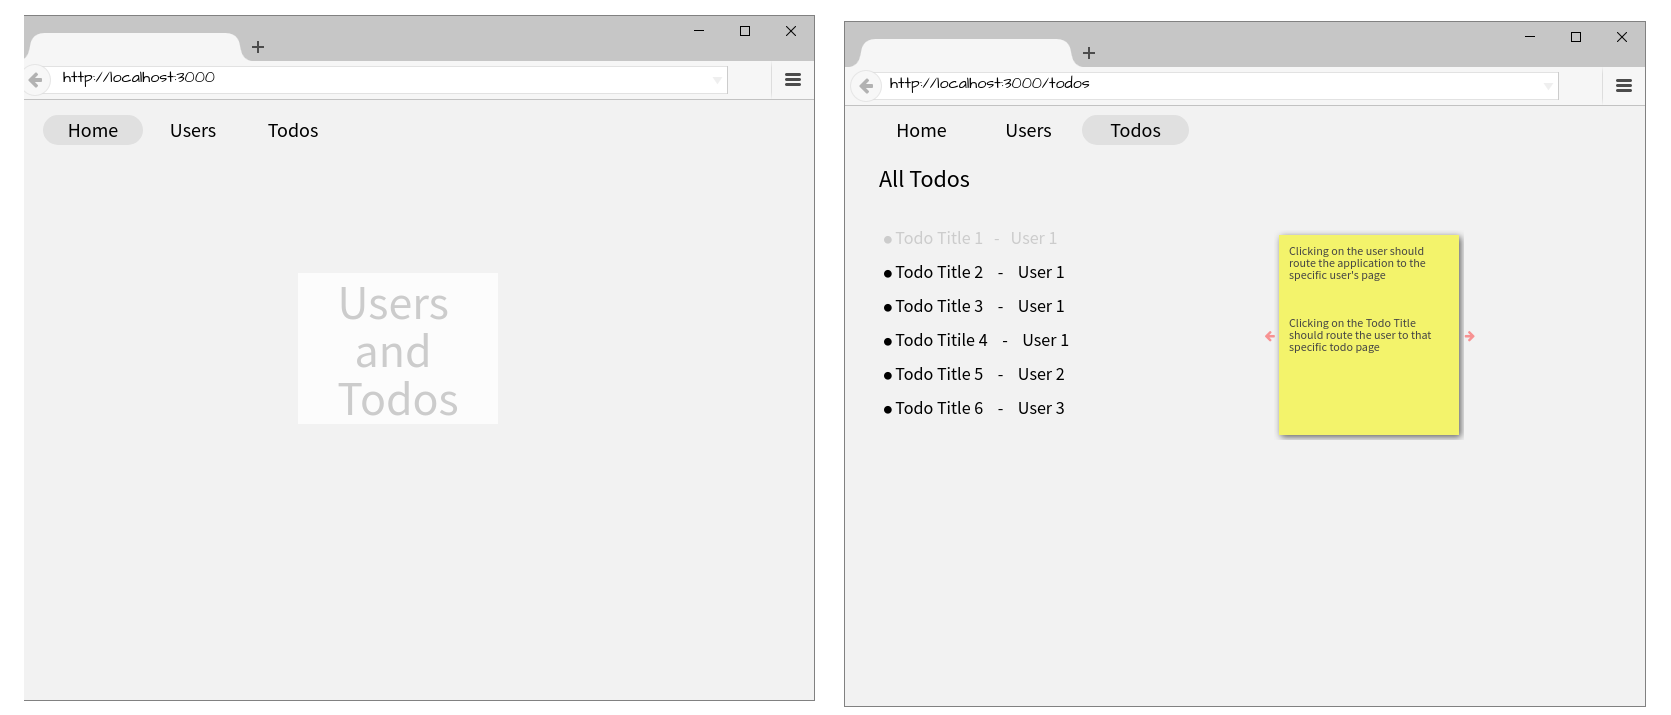 http://localhost:3000
Home Users Todos
Users
and
Todos
http://localhost:3000/todos
Home Users Todos
All Todos
Todo Title 1 - User 1
Todo Title 2 - User 1
Todo Title 3 - User 1
Todo Titile 4 - User 1
Todo Title 5 - User 2
Todo Title 6 - User 3
Clicking on the user should
route the application to the
specific user's page
Clicking on the Todo Title
should route the user to that
specific todo page